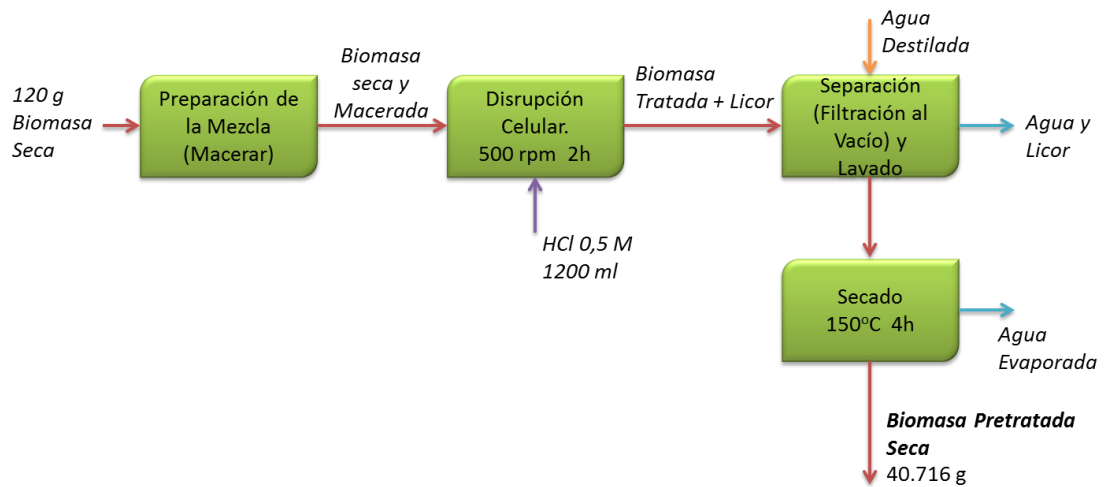 120 g
Biomasa
Seca
Preparación de
la Mezcla
(Macerar)
Biomasa
seca y
Macerada
Disrupción
Celular.
500 rpm 2h
HCl 0,5 M
1200 ml
Biomasa
Tratada + Licor
Agua
Destilada
Separación
(Filtración al
Vacío) y
Lavado
Agua y
Licor
Secado
150°C 4h
Agua
Evaporada
Biomasa Pretratada
Seca
40.716 g